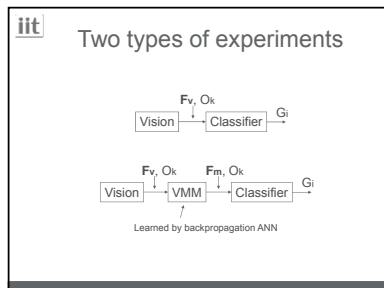 iit
Two types of experiments
Fv, Ok
Vision
Classifier
Gi
Fv, Ok
Fm, Ok
Vision
VMM
Classifier
Gi
Learned by backpropagation ANN